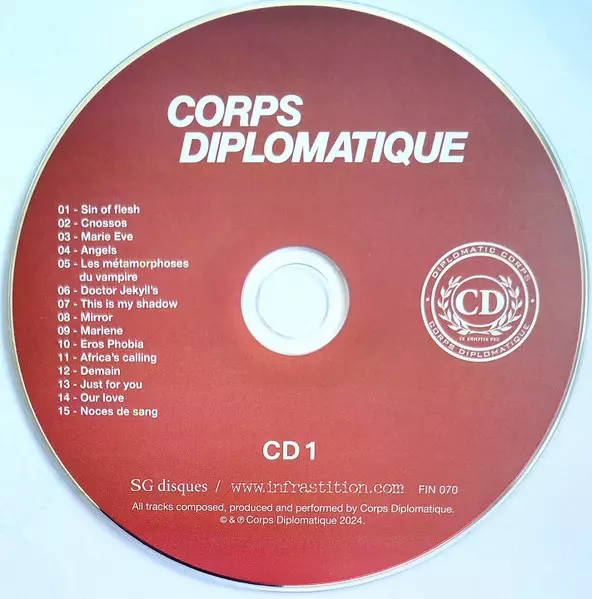 CORPS
DIPLOMATIQUE
01 - Sin of flesh
02 - Cnossos
03 - Marie Eve
04 - Angels
05 - Les métamorphoses
du vampire
06 - Doctor Jekyll's
07 - This is my shadow
08 - Mirror
09 - Marlene
10 - Eros Phobia
11 - Africa's calling
12 - Demain
13 - Just for you
14 - Our love
15 - Noces de sang
DIPLOMATIC CORPS
CD
CORPS DIPLOMATIQUE
CD 1
SG disques / www.infrastition.com FIN 070
All tracks composed, produced and performed by Corps Diplomatique.
© & ℗ Corps Diplomatique 2024.